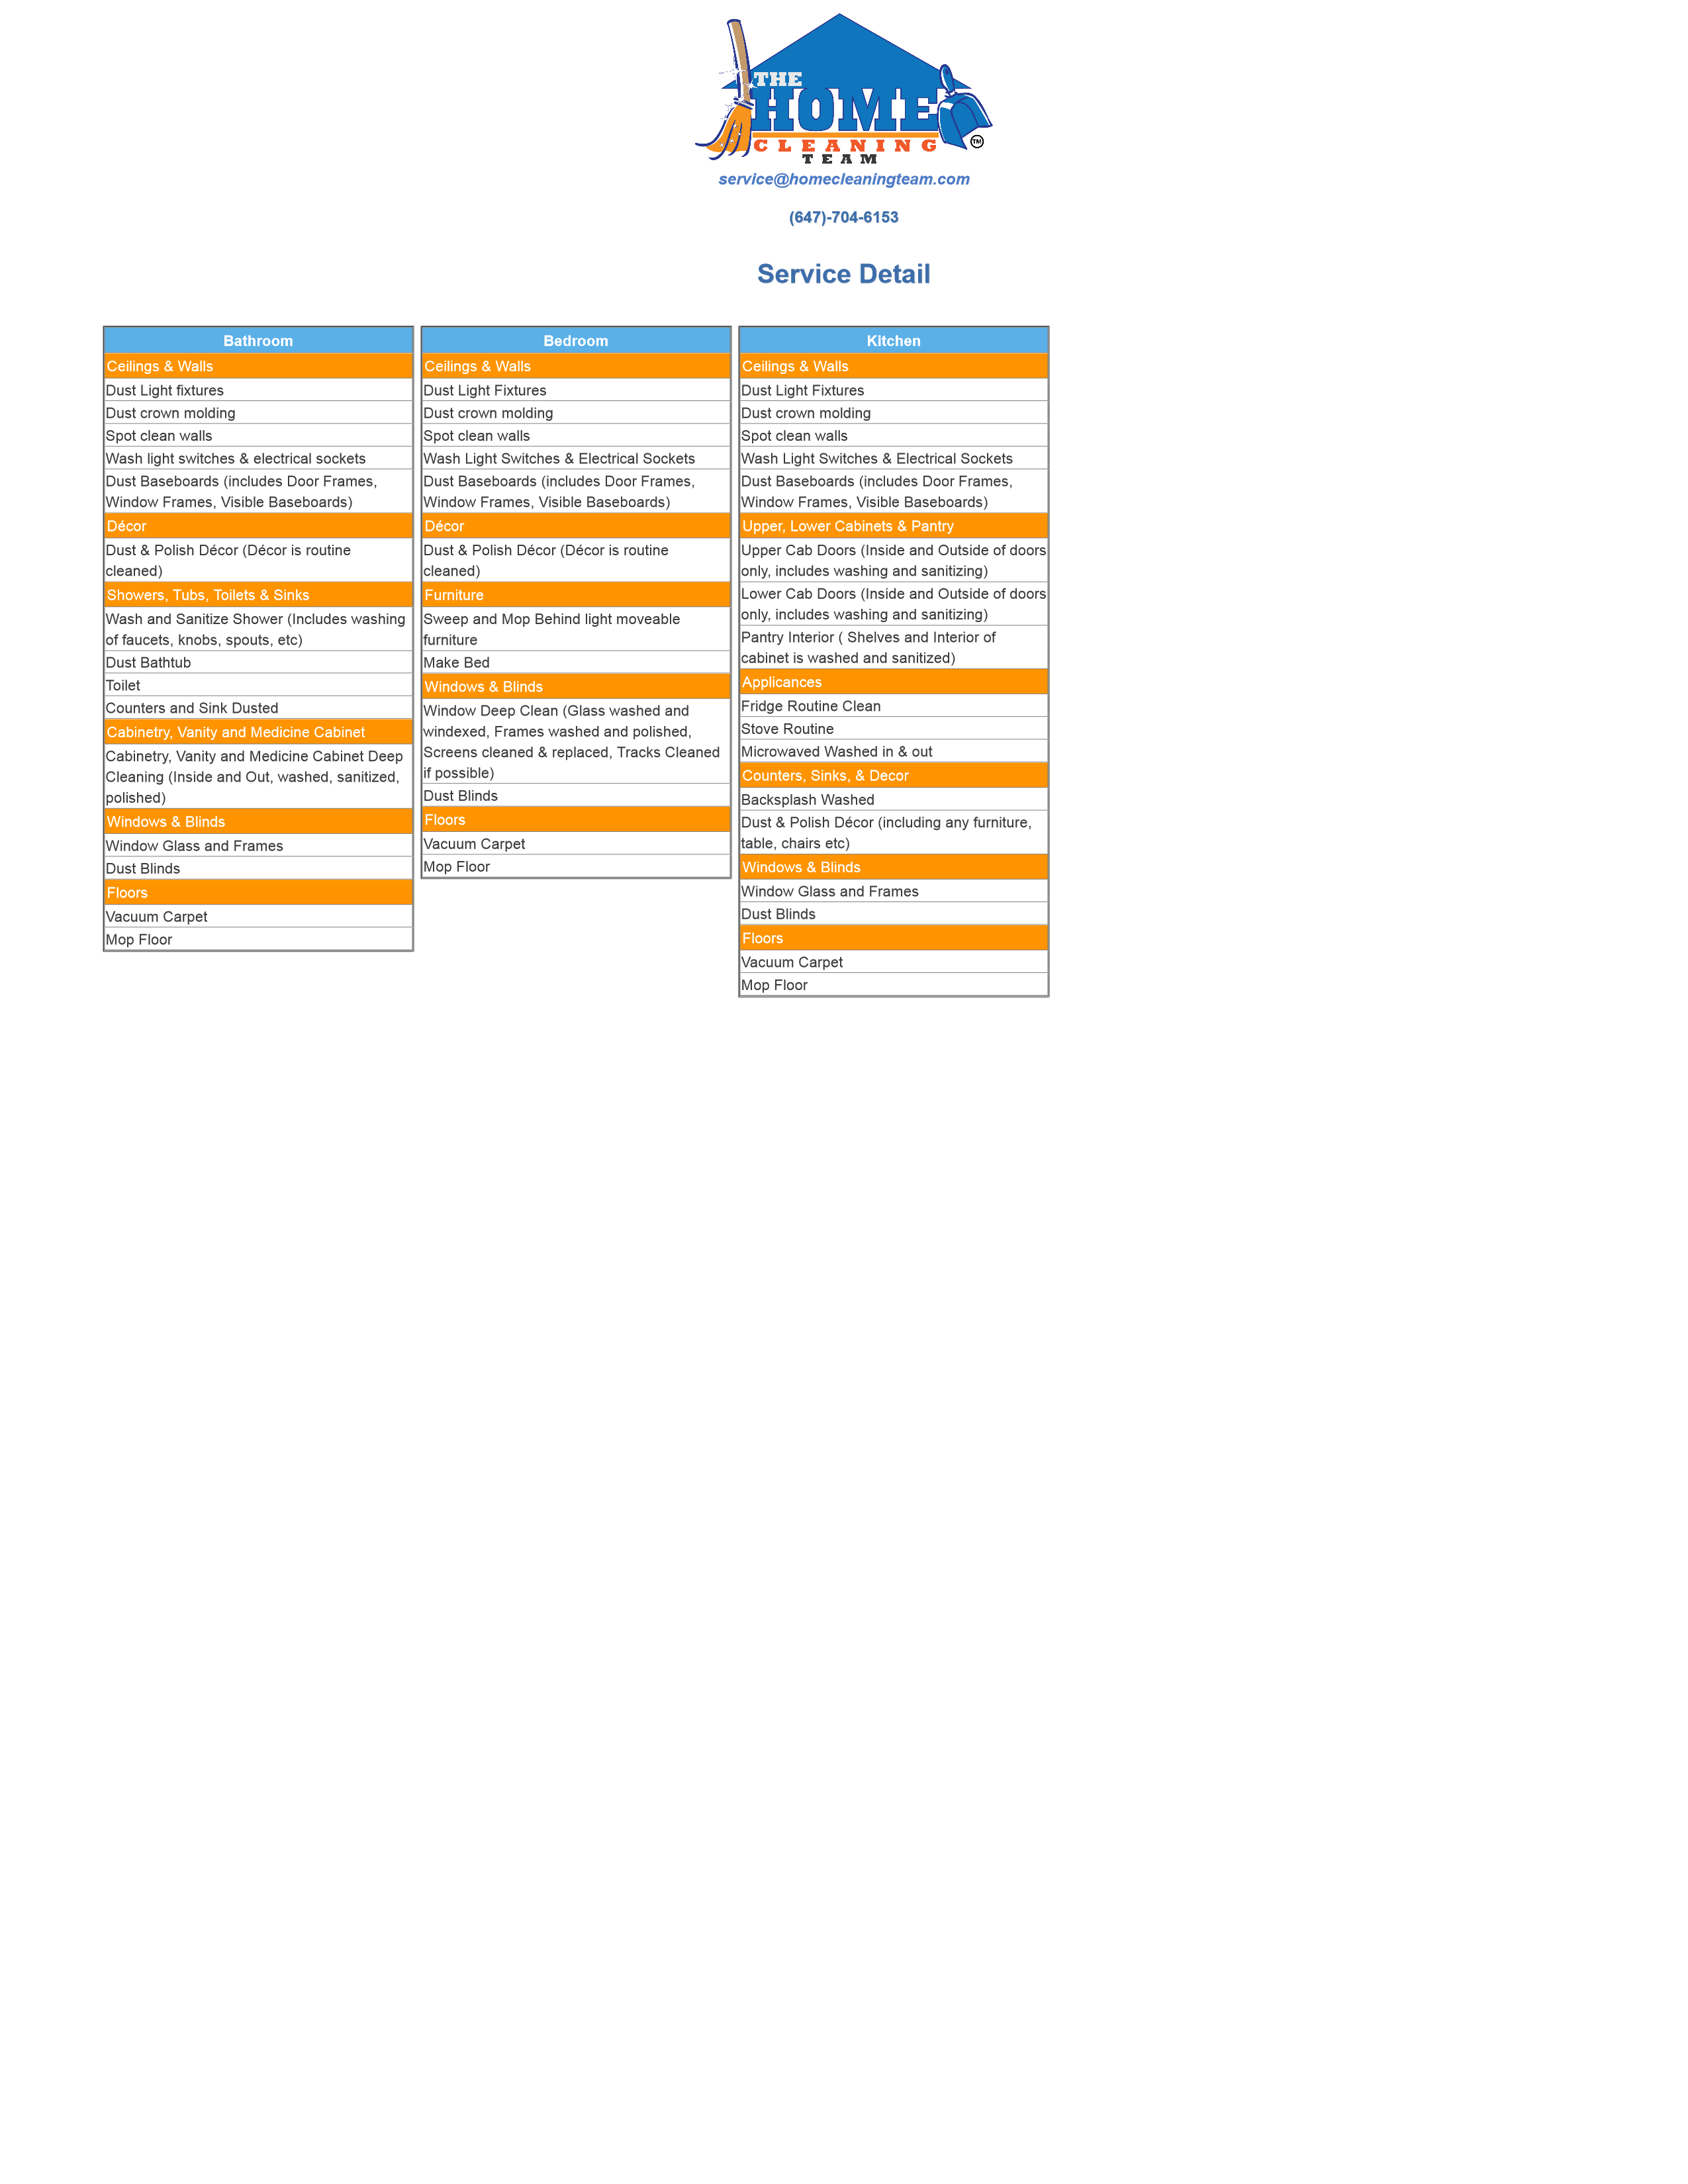 THE
HOME
CLEANING
TEAM
TM
service@homecleaningteam.com
(647)-704-6153
Service Detail
Bathroom
Ceilings & Walls
Dust Light fixtures
Dust crown molding
Spot clean walls
Wash light switches & electrical sockets
Dust Baseboards (includes Door Frames,
Window Frames, Visible Baseboards)
Décor
Dust & Polish Décor (Décor is routine
cleaned)
Showers, Tubs, Toilets & Sinks
Wash and Sanitize Shower (Includes washing
of faucets, knobs, spouts, etc)
Dust Bathtub
Toilet
Counters and Sink Dusted
Cabinetry, Vanity and Medicine Cabinet
Cabinetry, Vanity and Medicine Cabinet Deep
Cleaning (Inside and Out, washed, sanitized,
polished)
Windows & Blinds
Window Glass and Frames
Dust Blinds
Floors
Vacuum Carpet
Mop Floor
Bedroom
Ceilings & Walls
Dust Light Fixtures
Dust crown molding
Spot clean walls
Wash Light Switches & Electrical Sockets
Dust Baseboards (includes Door Frames,
Window Frames, Visible Baseboards)
Décor
Dust & Polish Décor (Décor is routine
cleaned)
Furniture
Sweep and Mop Behind light moveable
furniture
Make Bed
Windows & Blinds
Window Deep Clean (Glass washed and
windexed, Frames washed and polished,
Screens cleaned & replaced, Tracks Cleaned
if possible)
Dust Blinds
Floors
Vacuum Carpet
Mop Floor
Kitchen
Ceilings & Walls
Dust Light Fixtures
Dust crown molding
Spot clean walls
Wash Light Switches & Electrical Sockets
Dust Baseboards (includes Door Frames,
Window Frames, Visible Baseboards)
Upper, Lower Cabinets & Pantry
Upper Cab Doors (Inside and Outside of doors
only, includes washing and sanitizing)
Lower Cab Doors (Inside and Outside of doors
only, includes washing and sanitizing)
Pantry Interior ( Shelves and Interior of
cabinet is washed and sanitized)
Applicances
Fridge Routine Clean
Stove Routine
Microwaved Washed in & out
Counters, Sinks, & Decor
Backsplash Washed
Dust & Polish Décor (including any furniture,
table, chairs etc)
Windows & Blinds
Window Glass and Frames
Dust Blinds
Floors
Vacuum Carpet
Mop Floor